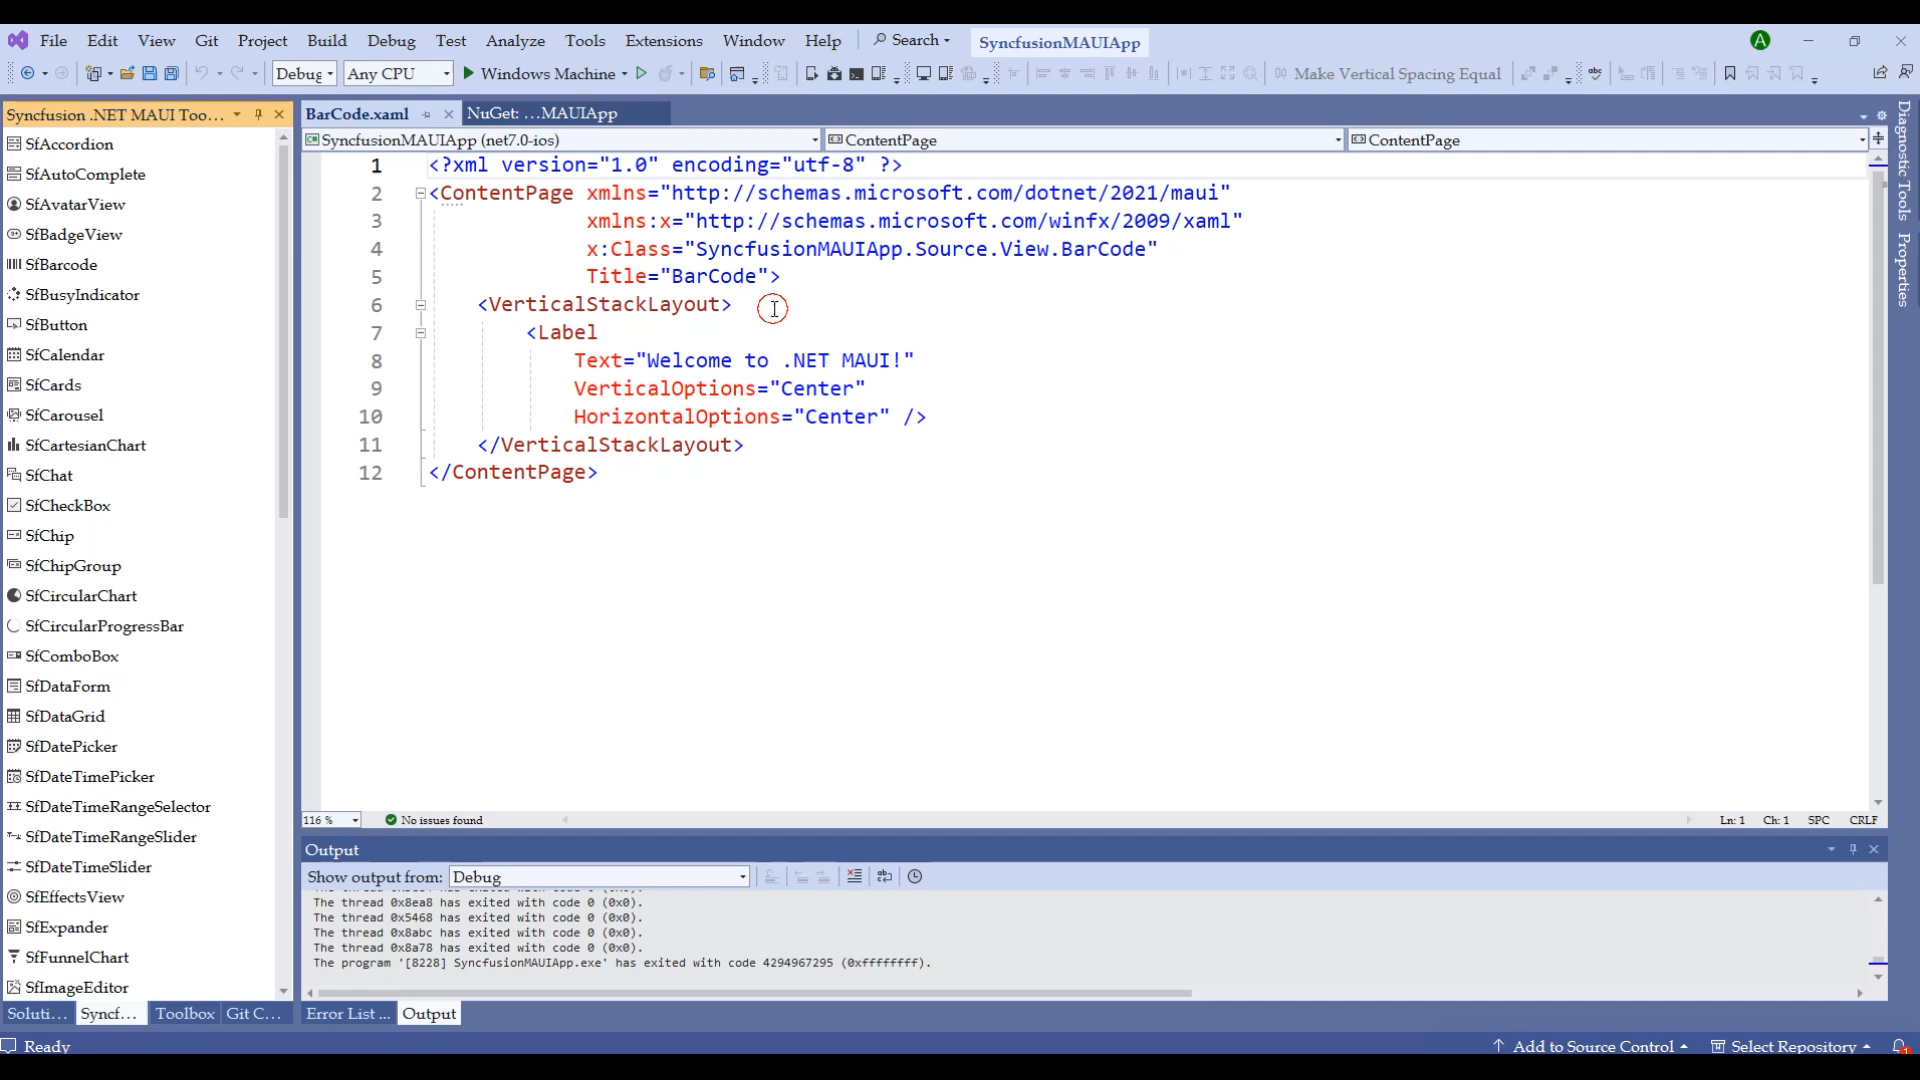 File Edit View Git Project Build Debug Test Analyze Tools Extensions Window Help Search SyncfusionMAUIApp A
Debug Any CPU Windows Machine Make Vertical Spacing Equal
Syncfusion .NET MAUI Too...
SfAccordion
SfAutoComplete
SfAvatarView
SfBadgeView
SfBarcode
SfBusyIndicator
SfButton
SfCalendar
SfCards
SfCarousel
SfCartesianChart
SfChat
SfCheckBox
SfChip
SfChipGroup
SfCircularChart
SfCircularProgressBar
SfComboBox
SfDataForm
SfDataGrid
SfDatePicker
SfDateTimePicker
SfDateTimeRangeSelector
SfDateTimeRangeSlider
SfDateTimeSlider
SfEffectsView
SfExpander
SfFunnelChart
SfImageEditor
Soluti... Syncf... Toolbox Git C...
BarCode.xaml NuGet: ...MAUIApp
SyncfusionMAUIApp (net7.0-ios) ContentPage ContentPage
1 <?xml version="1.0" encoding="utf-8" ?>
2 <ContentPage xmlns="http://schemas.microsoft.com/dotnet/2021/maui"
3 xmlns:x="http://schemas.microsoft.com/winfx/2009/xaml"
4 x:Class="SyncfusionMAUIApp.Source.View.BarCode"
5 Title="BarCode">
6 <VerticalStackLayout>
7 <Label
8 Text="Welcome to .NET MAUI!"
9 VerticalOptions="Center"
10 HorizontalOptions="Center" />
11 </VerticalStackLayout>
12 </ContentPage>
116 % No issues found Ln: 1 Ch: 1 SPC CRLF
Output
Show output from: Debug
The thread 0x8ea8 has exited with code 0 (0x0).
The thread 0x5468 has exited with code 0 (0x0).
The thread 0x8abc has exited with code 0 (0x0).
The thread 0x8a78 has exited with code 0 (0x0).
The program '[8228] SyncfusionMAUIApp.exe' has exited with code 4294967295 (0xffffffff).
Error List ... Output
Diagnostic Tools
Properties
Ready Add to Source Control Select Repository 1